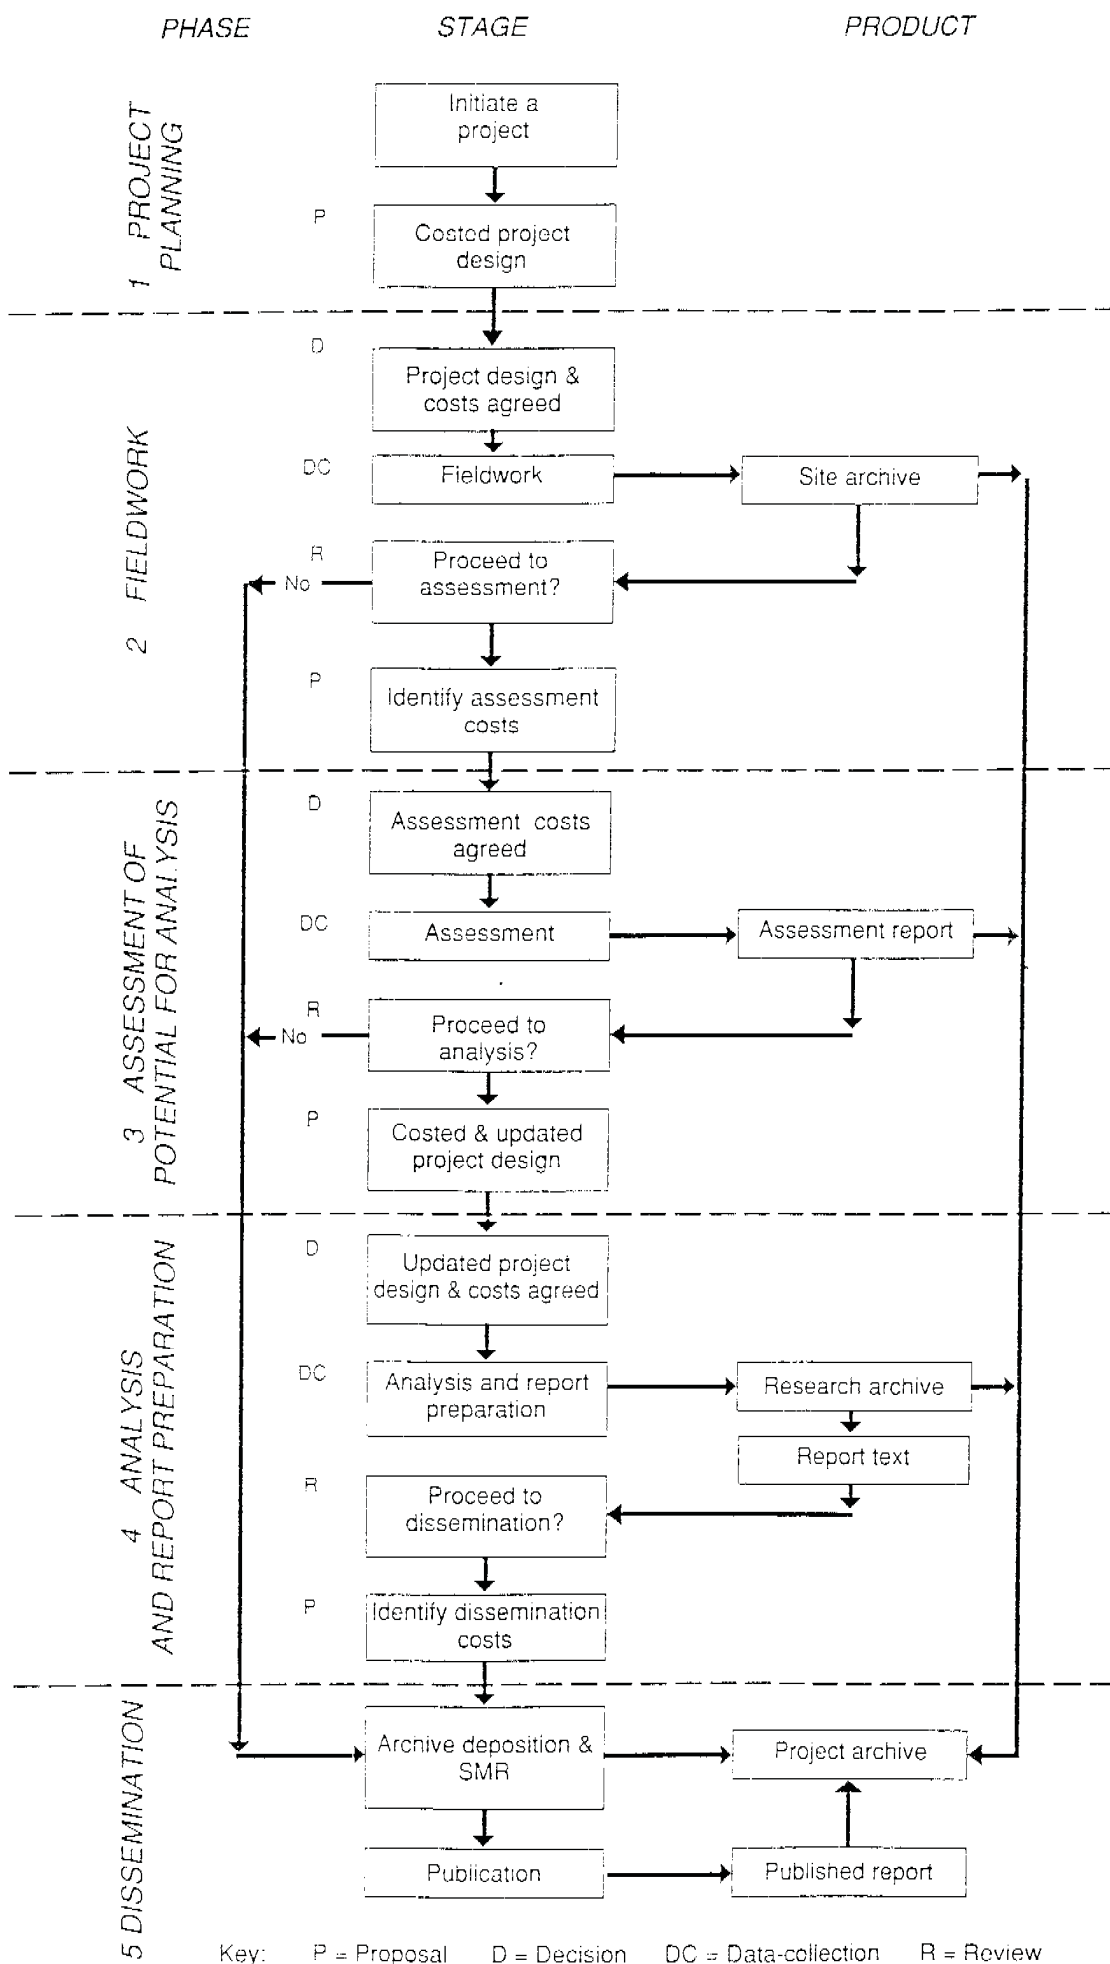 PHASE
STAGE
PRODUCT
1 PROJECT
PLANNING
Initiate a
project
P
Costed project
design
2 FIELDWORK
D
Project design &
costs agreed
DC
Fieldwork
Site archive
R
Proceed to
assessment?
No
P
Identify assessment
costs
3 ASSESSMENT OF
POTENTIAL FOR ANALYSIS
D
Assessment costs
agreed
DC
Assessment
Assessment report
R
Proceed to
analysis?
No
P
Costed & updated
project design
4 ANALYSIS
AND REPORT PREPARATION
D
Updated project
design & costs agreed
DC
Analysis and report
preparation
Research archive
Report text
R
Proceed to
dissemination?
P
Identify dissemination
costs
5 DISSEMINATION
Archive deposition &
SMR
Project archive
Publication
Published report
Key: P = Proposal D = Decision DC = Data-collection R = Review